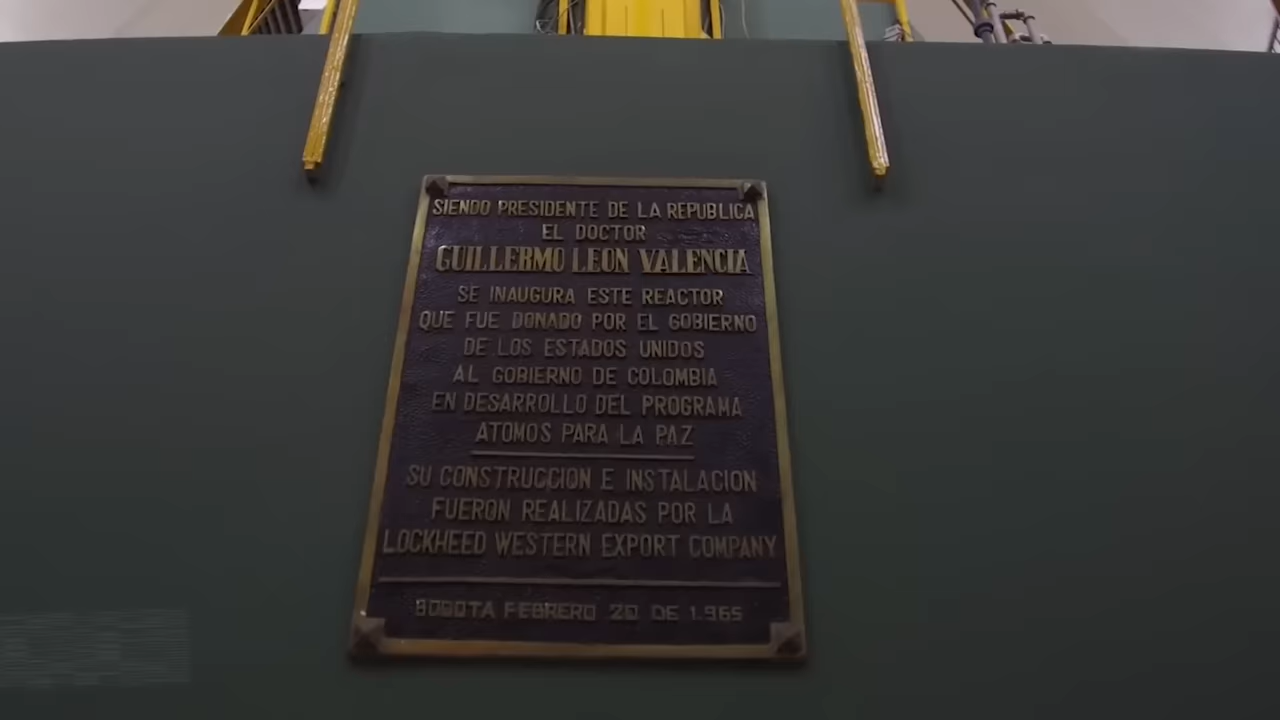 SIENDO PRESIDENTE DE LA REPUBLICA
EL DOCTOR
GUILLERMO LEON VALENCIA
SE INAUGURA ESTE REACTOR
QUE FUE DONADO POR EL GOBIERNO
DE LOS ESTADOS UNIDOS
AL GOBIERNO DE COLOMBIA
EN DESARROLLO DEL PROGRAMA
ATOMOS PARA LA PAZ
SU CONSTRUCCION E INSTALACION
FUERON REALIZADAS POR LA
LOCKHEED WESTERN EXPORT COMPANY
BOGOTA FEBRERO 20 DE 1.965